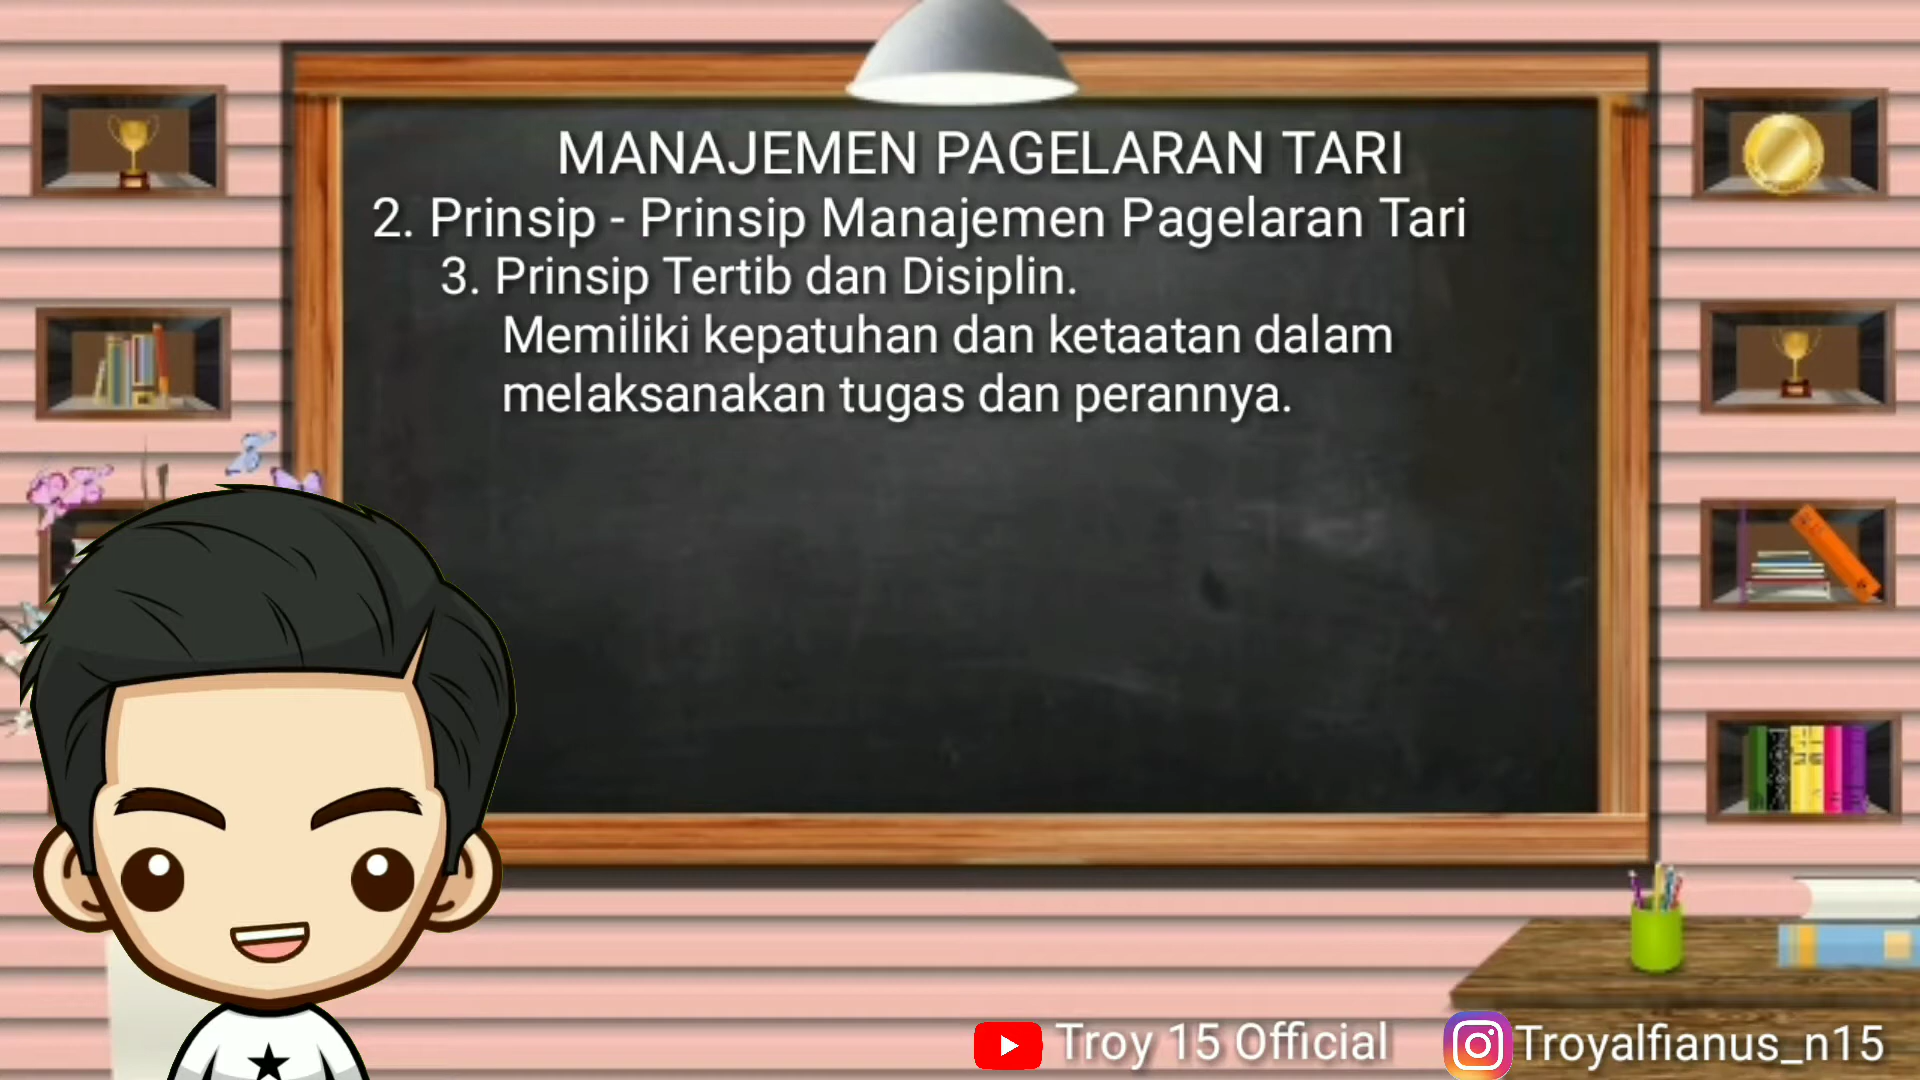 MANAJEMEN PAGELARAN TARI
2. Prinsip - Prinsip Manajemen Pagelaran Tari
3. Prinsip Tertib dan Disiplin.
Memiliki kepatuhan dan ketaatan dalam
melaksanakan tugas dan perannya.
Troy 15 Official
Troyalfianus_n15